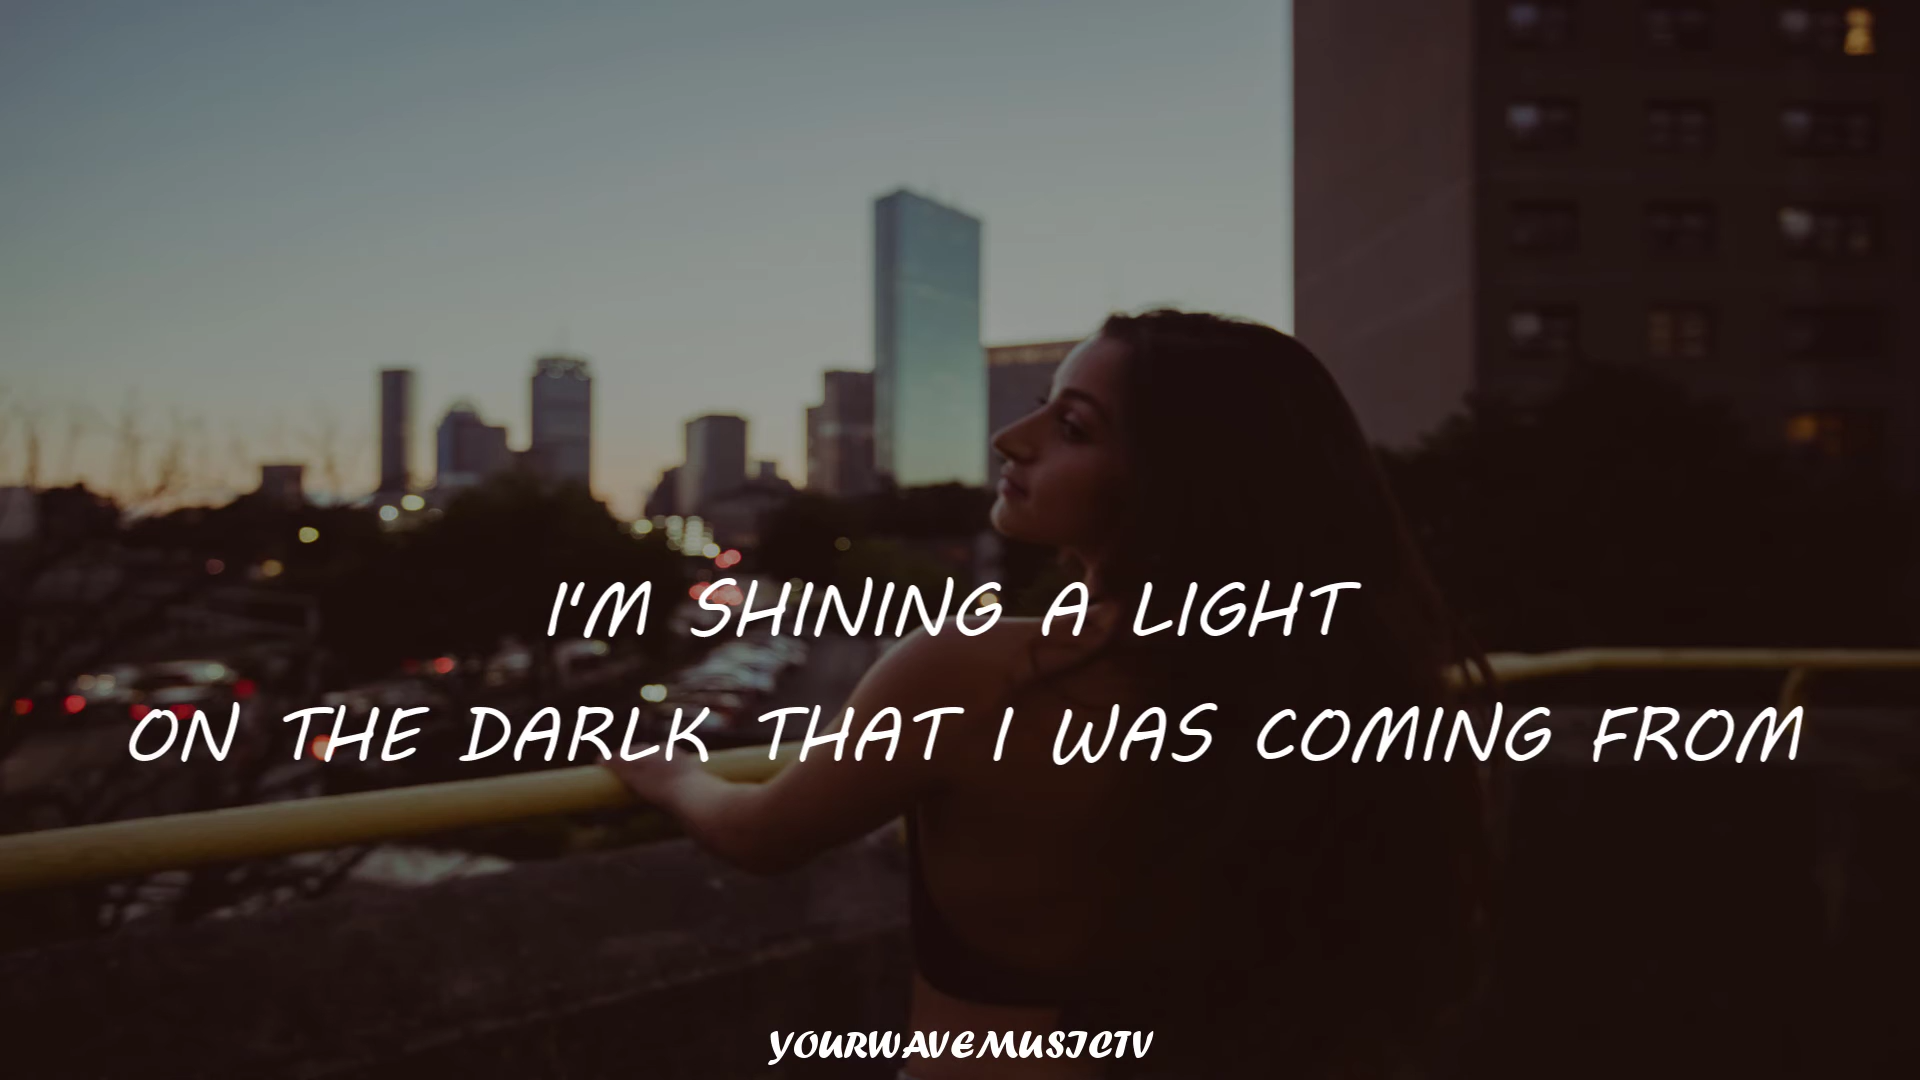 I'M SHINING A LIGHT
ON THE DARLK THAT I WAS COMING FROM
YOURWAVEMUSICTV